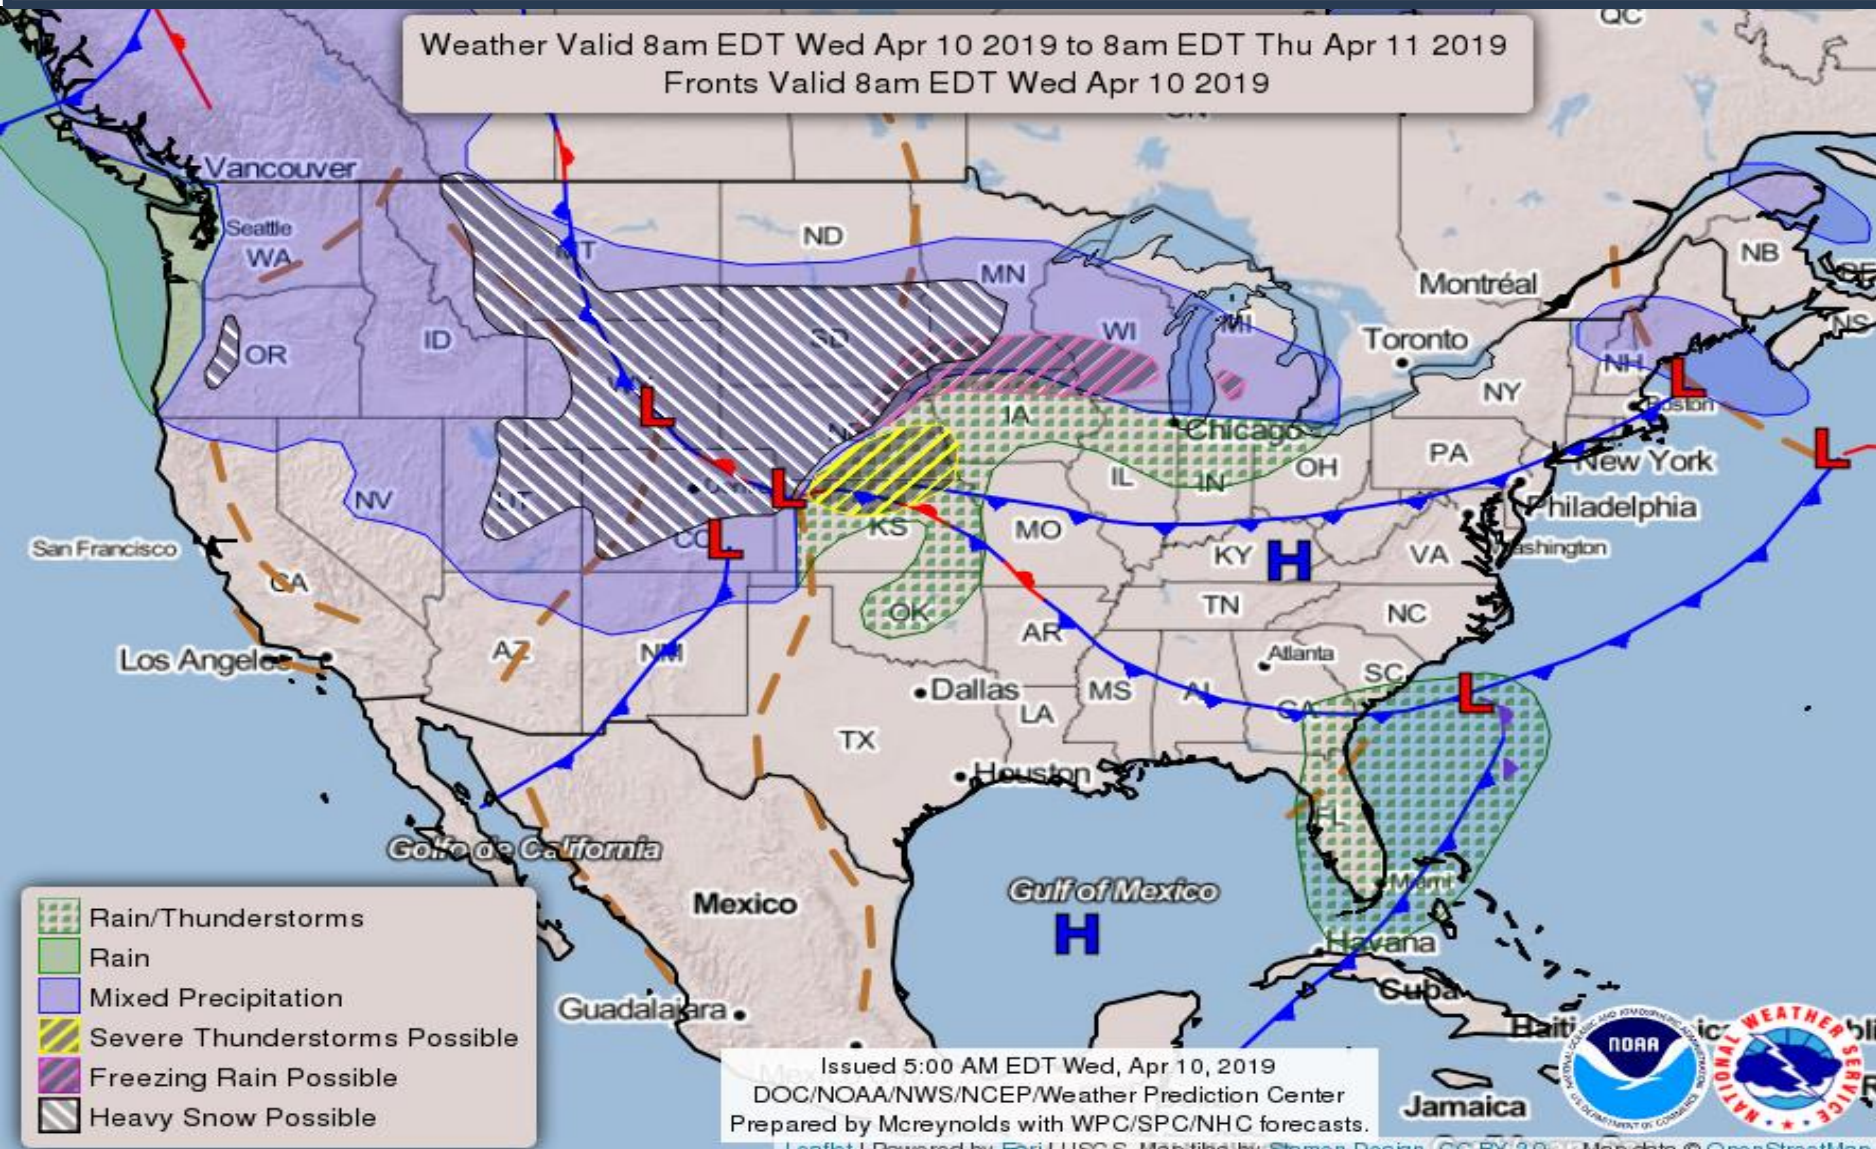 QC
Weather Valid 8am EDT Wed Apr 10 2019 to 8am EDT Thu Apr 11 2019
Fronts Valid 8am EDT Wed Apr 10 2019
Vancouver
Seattle
WA
MT
ND
MN
NB
Montréal
NS
OR
ID
SD
WI
MI
Toronto
NH
NY
L
L
Boston
IA
Chicago
PA
New York
L
NV
UT
L
IL
IN
OH
Philadelphia
San Francisco
CO
L
KS
MO
KY
H
VA
CA
OK
TN
NC
Los Angeles
AZ
NM
AR
Atlanta
SC
Dallas
MS
AL
GA
L
LA
TX
Houston
FL
Golfo de California
Miami
Mexico
Gulf of Mexico
H
Havana
Cuba
Guadalajara
Haiti
Jamaica
Rain/Thunderstorms
Rain
Mixed Precipitation
Severe Thunderstorms Possible
Freezing Rain Possible
Heavy Snow Possible
Issued 5:00 AM EDT Wed, Apr 10, 2019
DOC/NOAA/NWS/NCEP/Weather Prediction Center
Prepared by Mcreynolds with WPC/SPC/NHC forecasts.
NOAA
NATIONAL WEATHER SERVICE